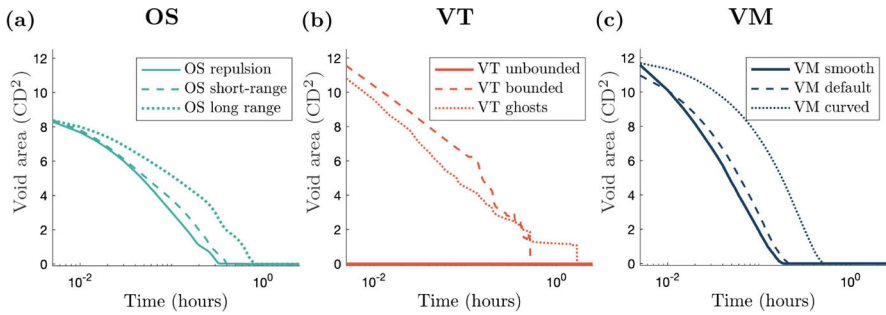 (a) OS
Void area (CD²)
12
10
8
6
4
2
0
OS repulsion
OS short-range
OS long range
10⁻²
10⁰
Time (hours)
(b) VT
Void area (CD²)
12
10
8
6
4
2
0
VT unbounded
VT bounded
VT ghosts
10⁻²
10⁰
Time (hours)
(c) VM
Void area (CD²)
12
10
8
6
4
2
0
VM smooth
VM default
VM curved
10⁻²
10⁰
Time (hours)